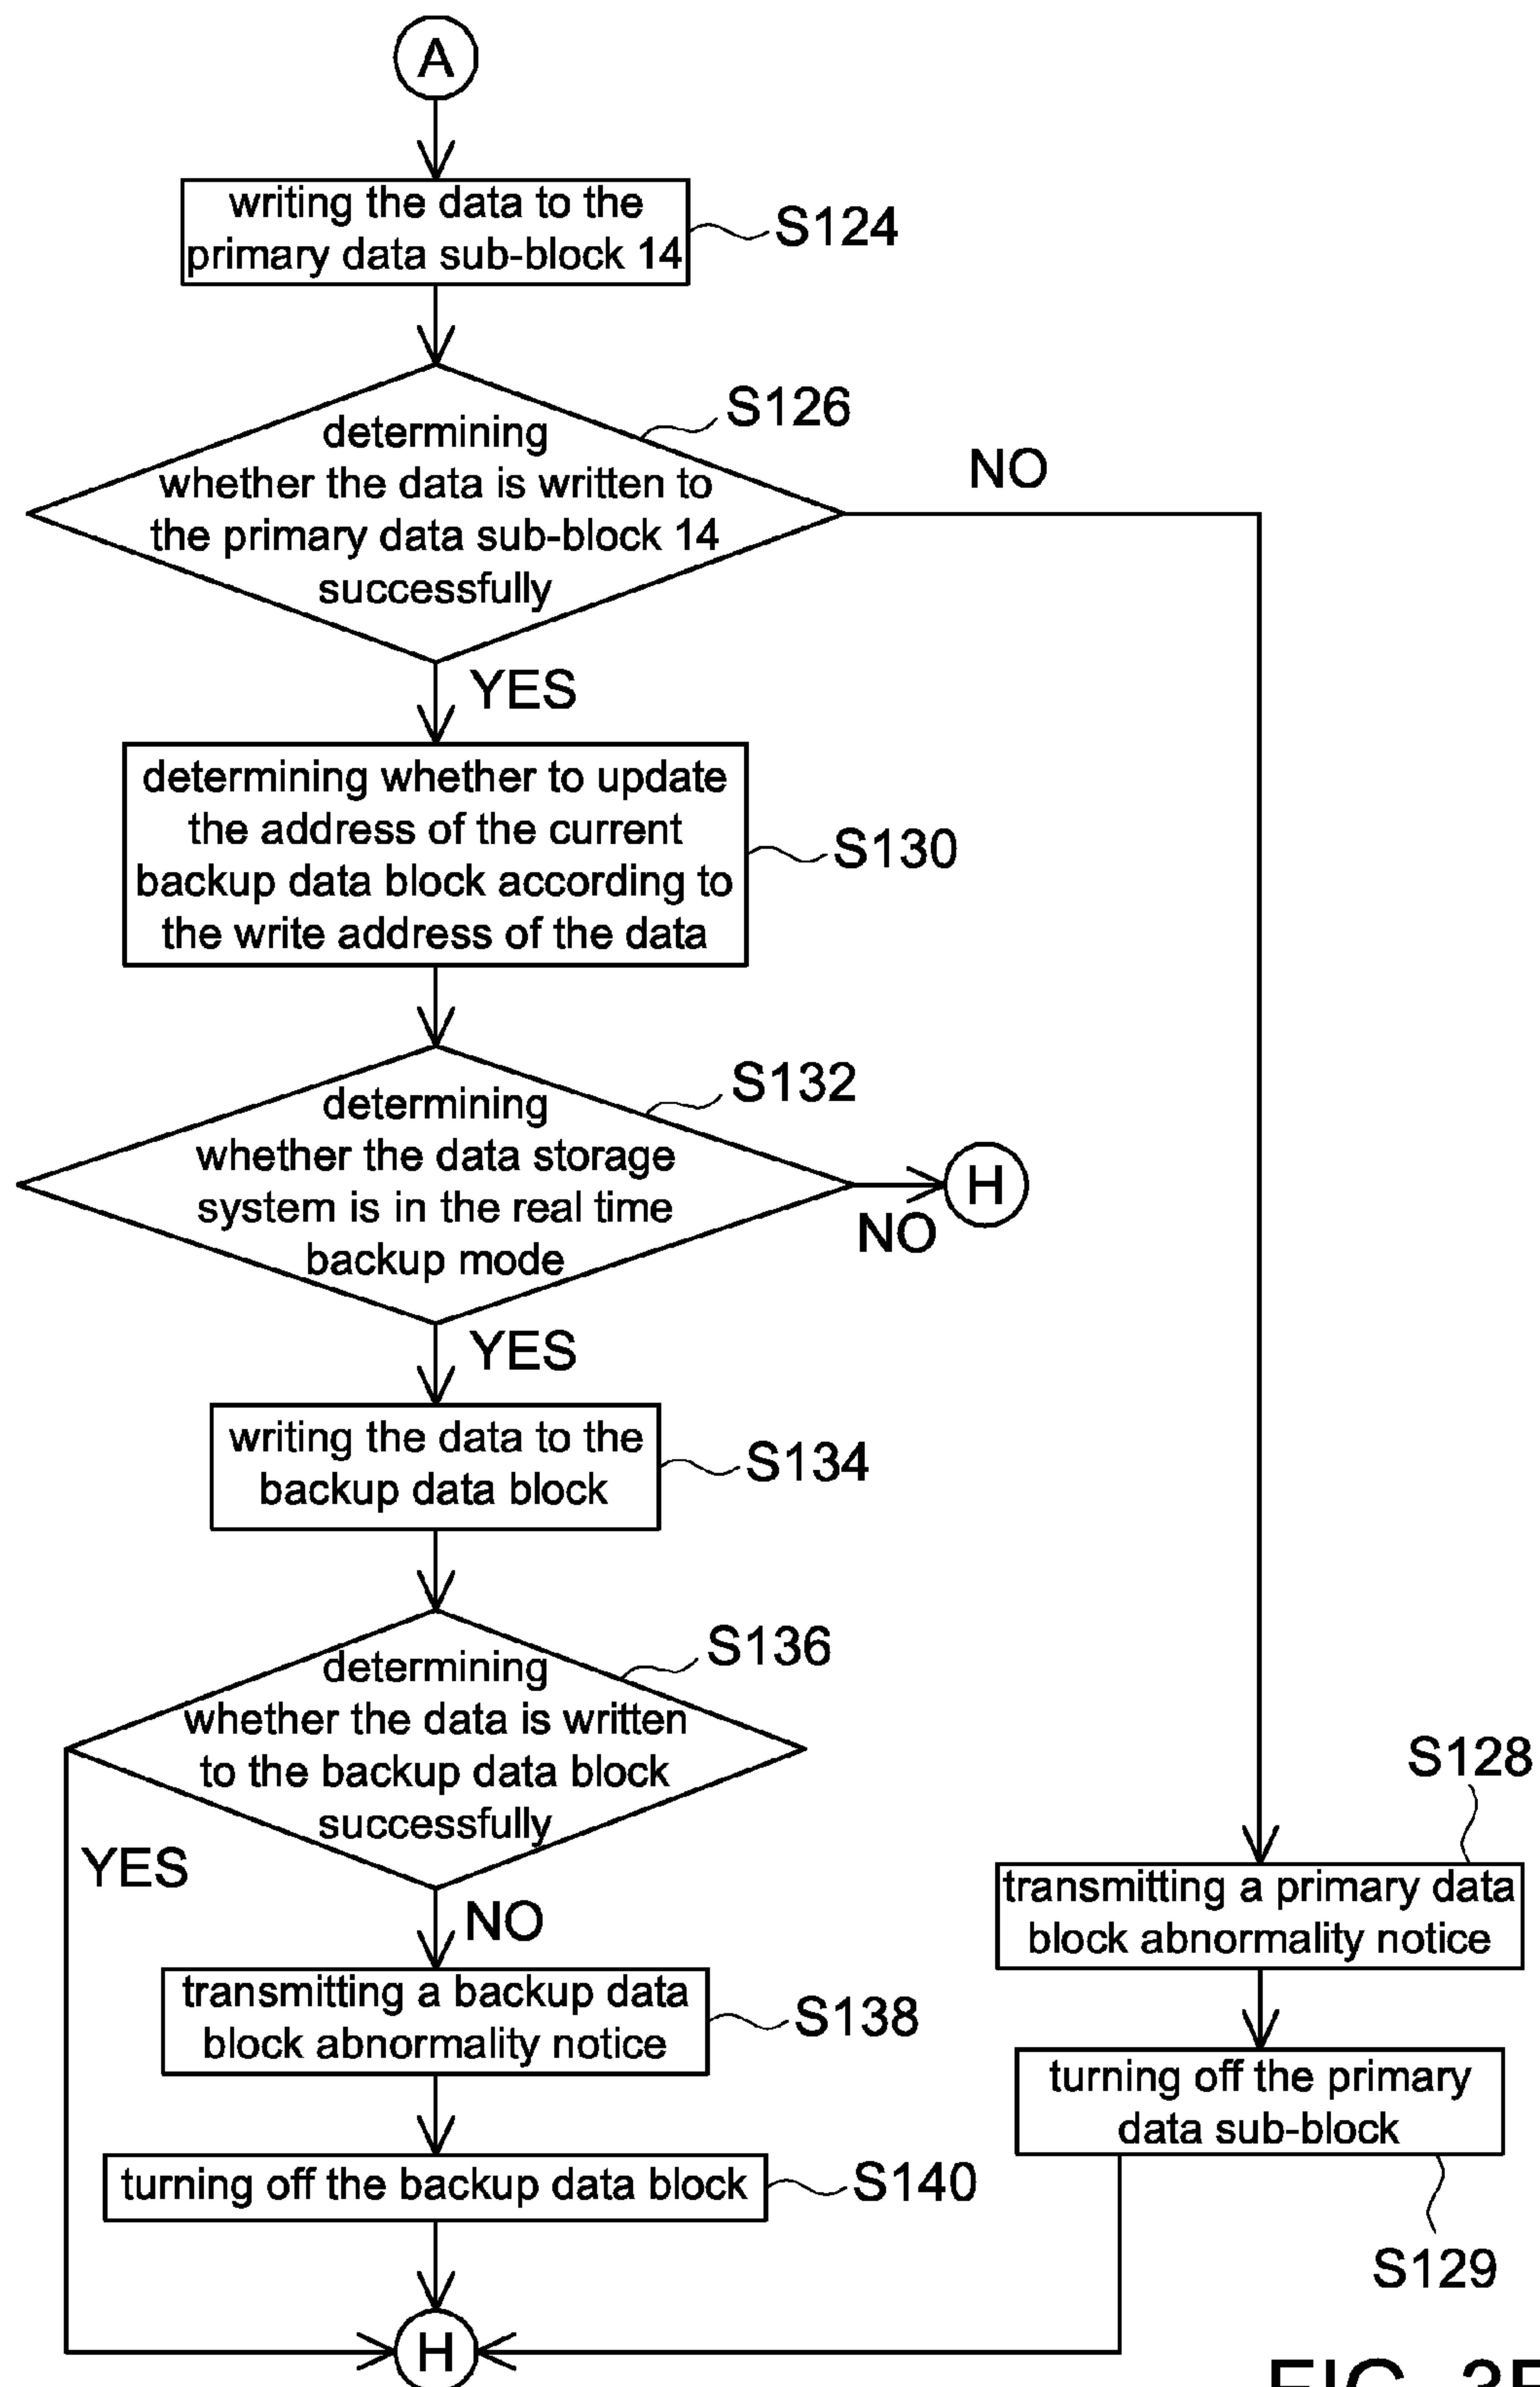 A
writing the data to the
primary data sub-block 14
S124
determining
whether the data is written to
the primary data sub-block 14
successfully
S126
NO
YES
determining whether to update
the address of the current
backup data block according to
the write address of the data
S130
determining
whether the data storage
system is in the real time
backup mode
S132
NO
H
YES
writing the data to the
backup data block
S134
determining
whether the data is written
to the backup data block
successfully
S136
YES
NO
transmitting a backup data
block abnormality notice
S138
turning off the backup data block
S140
S128
transmitting a primary data
block abnormality notice
turning off the primary
data sub-block
S129
H
FIG.